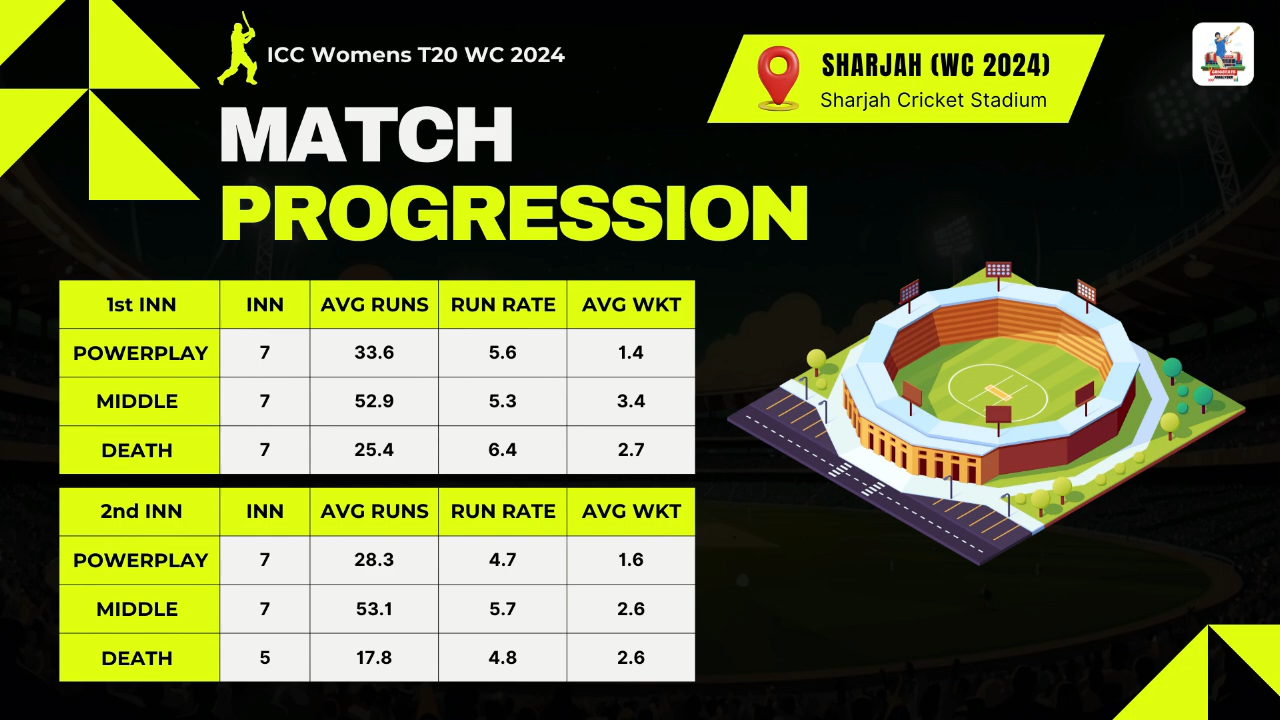 ICC Womens T20 WC 2024
SHARJAH (WC 2024)
Sharjah Cricket Stadium
MATCH
PROGRESSION
1st INN INN AVG RUNS RUN RATE AVG WKT
POWERPLAY 7 33.6 5.6 1.4
MIDDLE 7 52.9 5.3 3.4
DEATH 7 25.4 6.4 2.7
2nd INN INN AVG RUNS RUN RATE AVG WKT
POWERPLAY 7 28.3 4.7 1.6
MIDDLE 7 53.1 5.7 2.6
DEATH 5 17.8 4.8 2.6